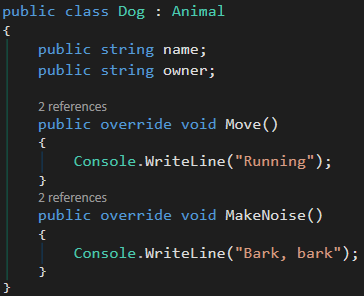 public class Dog : Animal
{
    public string name;
    public string owner;
    2 references
    public override void Move()
    {
        Console.WriteLine("Running");
    }
    2 references
    public override void MakeNoise()
    {
        Console.WriteLine("Bark, bark");
    }
}